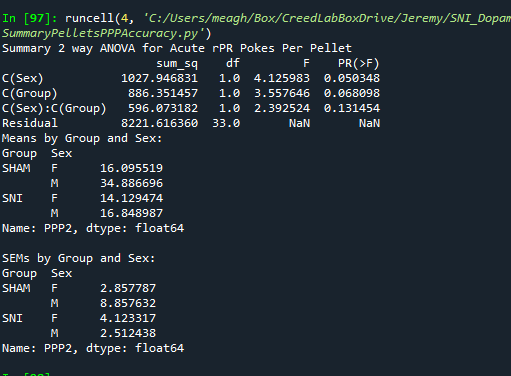 In [97]: runcell(4, 'C:/Users/meagh/Box/CreedLabBoxDrive/Jeremy/SNI_Dopam
SummaryPelletsPPPAccuracy.py')
Summary 2 way ANOVA for Acute rPR Pokes Per Pellet
sum_sq df F PR(>F)
C(Sex) 1027.946831 1.0 4.125983 0.050348
C(Group) 886.351457 1.0 3.557646 0.068098
C(Sex):C(Group) 596.073182 1.0 2.392524 0.131454
Residual 8221.616360 33.0 NaN NaN
Means by Group and Sex:
Group Sex
SHAM F 16.095519
M 34.886696
SNI F 14.129474
M 16.848987
Name: PPP2, dtype: float64
SEMs by Group and Sex:
Group Sex
SHAM F 2.857787
M 8.857632
SNI F 4.123317
M 2.512438
Name: PPP2, dtype: float64